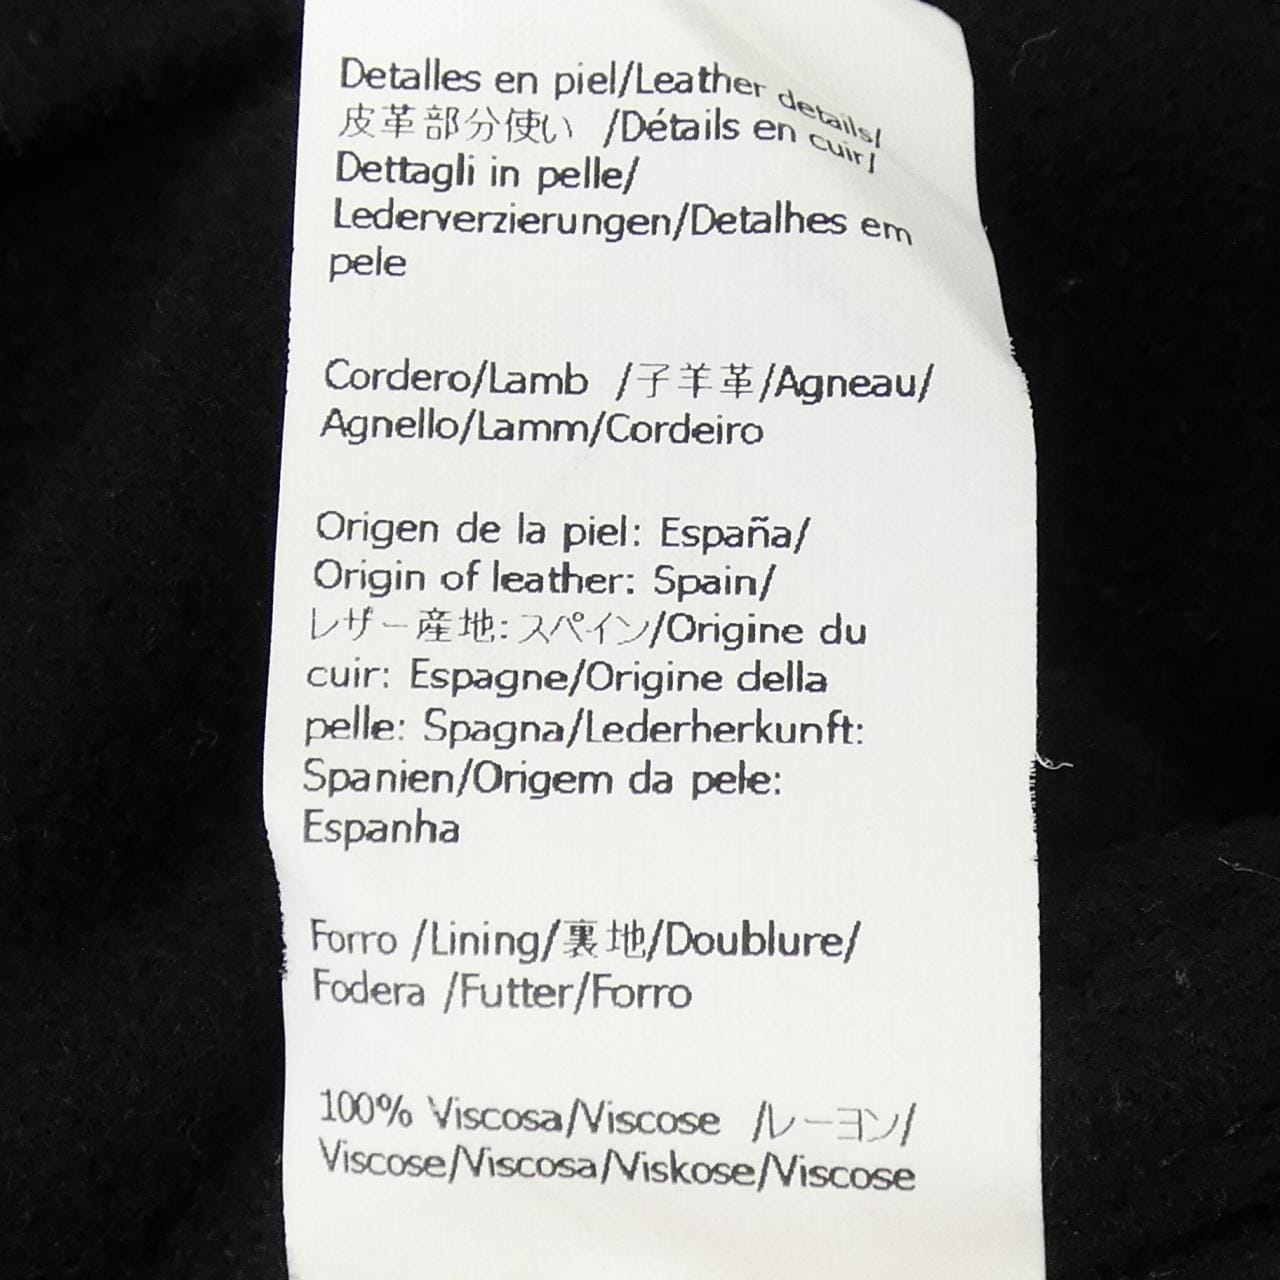 Detalles en piel/Leather details/
皮革部分使い /Détails en cuir/
Dettagli in pelle/
Lederverzierungen/Detalhes em
pele
Cordero/Lamb /子羊革/Agneau/
Agnello/Lamm/Cordeiro
Origen de la piel: España/
Origin of leather: Spain/
レザー産地: スペイン/Origine du
cuir: Espagne/Origine della
pelle: Spagna/Lederherkunft:
Spanien/Origem da pele:
Espanha
Forro /Lining/裏地/Doublure/
Fodera /Futter/Forro
100% Viscosa/Viscose /レーヨン/
Viscose/Viscosa/Viskose/Viscose